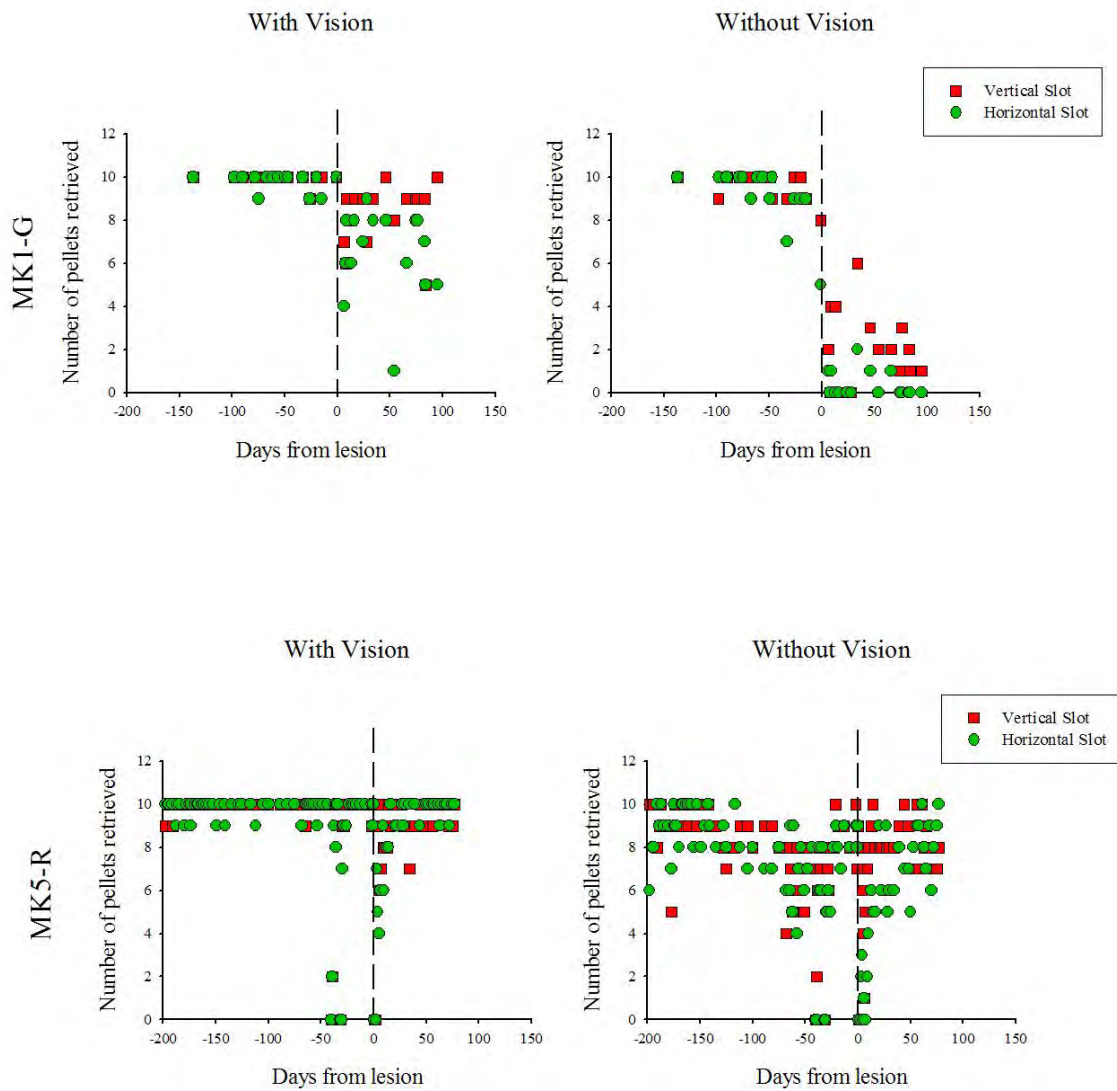 With Vision
Without Vision
Vertical Slot
Horizontal Slot
MK1-G
Number of pellets retrieved
12
10
8
6
4
2
0
-200 -150 -100 -50 0 50 100 150
Days from lesion
Number of pellets retrieved
12
10
8
6
4
2
0
-200 -150 -100 -50 0 50 100 150
Days from lesion
With Vision
Without Vision
Vertical Slot
Horizontal Slot
MK5-R
Number of pellets retrieved
12
10
8
6
4
2
0
-200 -150 -100 -50 0 50 100 150
Days from lesion
Number of pellets retrieved
12
10
8
6
4
2
0
-200 -150 -100 -50 0 50 100 150
Days from lesion